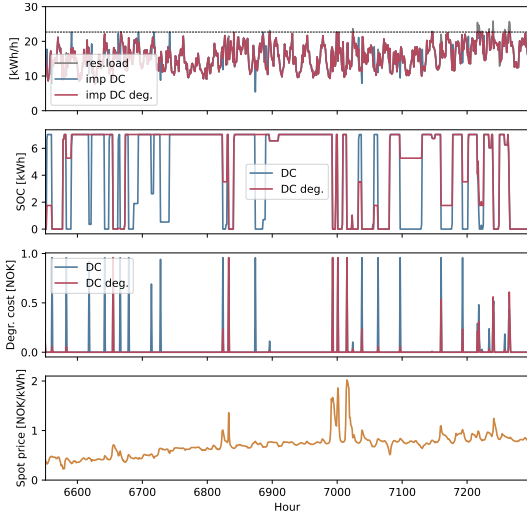 30
20
10
0
[kWh/h]
res.load
imp DC
imp DC deg.
6
4
2
0
SOC [kWh]
DC
DC deg.
1.0
0.5
0.0
Degr. cost [NOK]
DC
DC deg.
2
1
0
Spot price [NOK/kWh]
6600
6700
6800
6900
7000
7100
7200
Hour